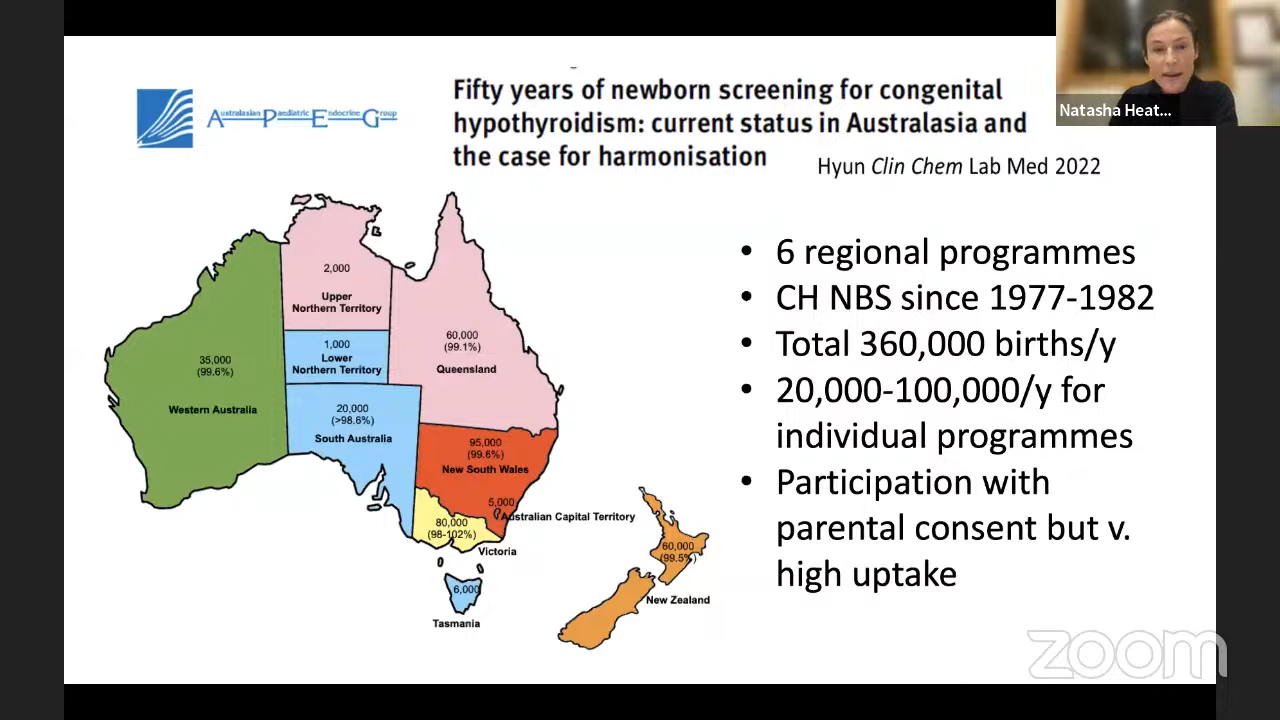 Natasha Heat...
Australasian Paediatric Endocrine Group
Fifty years of newborn screening for congenital
hypothyroidism: current status in Australasia and
the case for harmonisation
Hyun Clin Chem Lab Med 2022
2,000
Upper
Northern Territory
1,000
Lower
Northern Territory
60,000
(99.1%)
Queensland
35,000
(99.6%)
Western Australia
20,000
(>98.6%)
South Australia
95,000
(99.6%)
New South Wales
5,000
Australian Capital Territory
80,000
(98-102%)
Victoria
60,000
(99.5%)
New Zealand
6,000
Tasmania
• 6 regional programmes
• CH NBS since 1977-1982
• Total 360,000 births/y
• 20,000-100,000/y for
individual programmes
• Participation with
parental consent but v.
high uptake
zoom